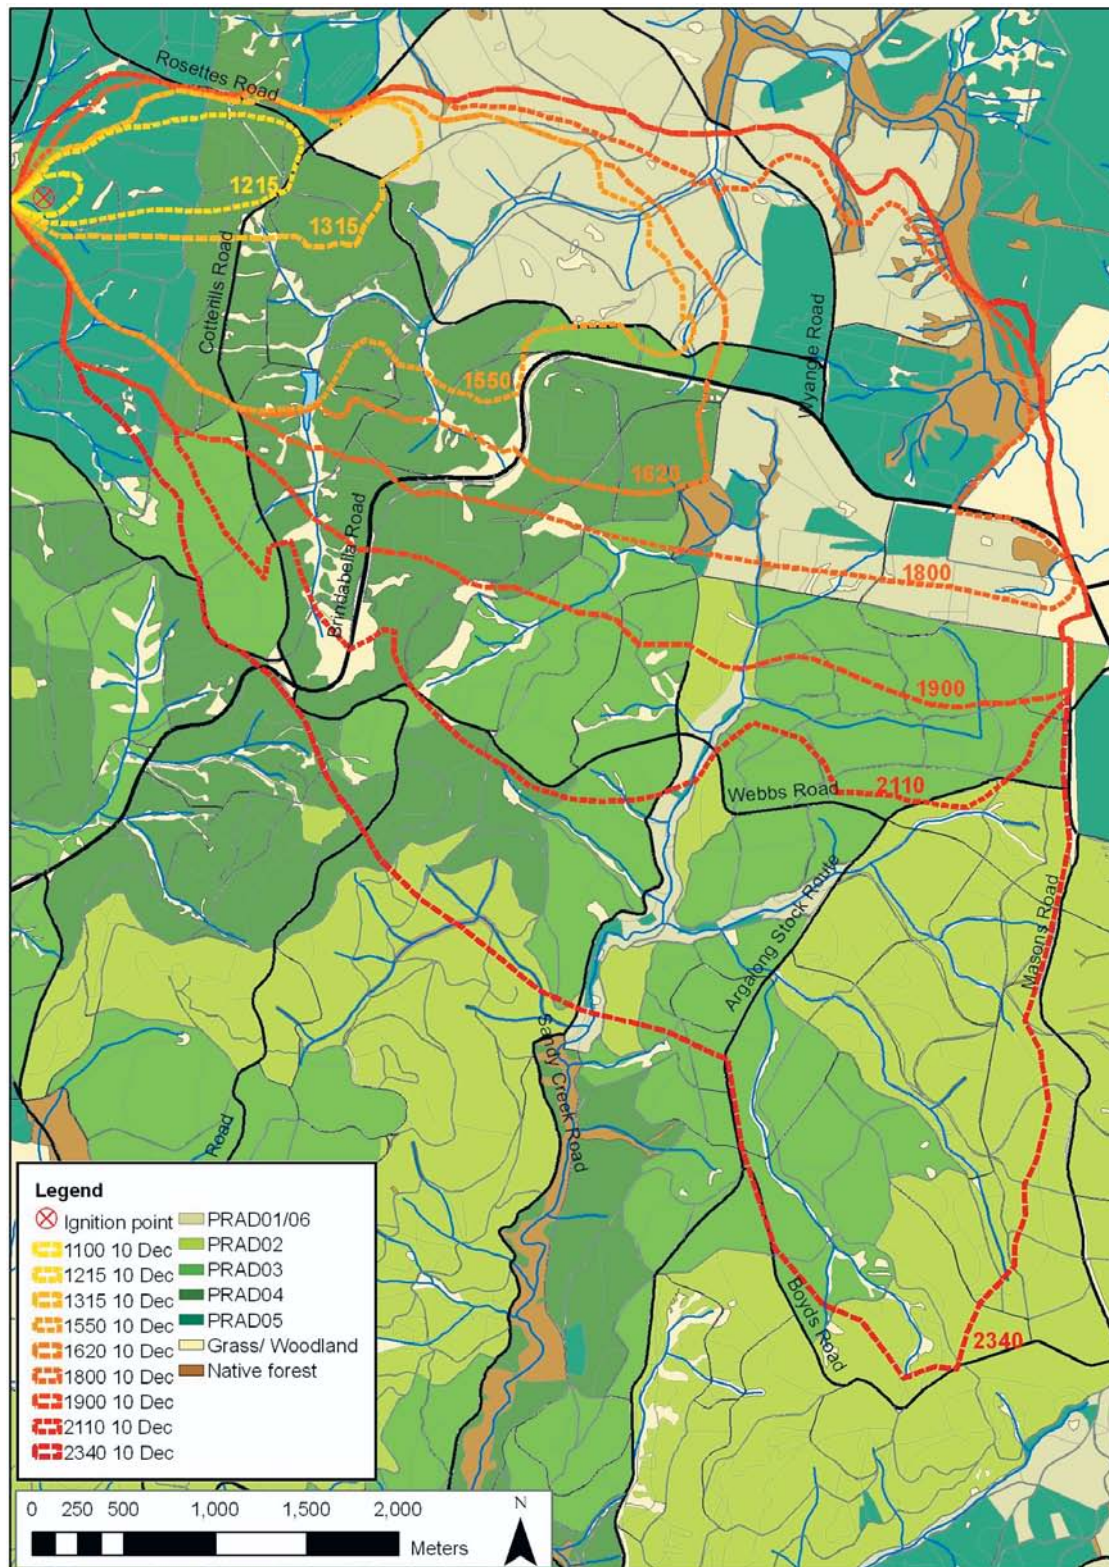 Rosettes Road
1215
1315
Cotterills Road
Wyangle Road
1550
1620
Brindabella Road
1800
1900
Webbs Road
2110
Argalong Stock Route
Masons Road
Sandy Creek Road
Road
Boyds Road
2340
Legend
Ignition point
1100 10 Dec
1215 10 Dec
1315 10 Dec
1550 10 Dec
1620 10 Dec
1800 10 Dec
1900 10 Dec
2110 10 Dec
2340 10 Dec
PRAD01/06
PRAD02
PRAD03
PRAD04
PRAD05
Grass/ Woodland
Native forest
0 250 500 1,000 1,500 2,000
Meters
N